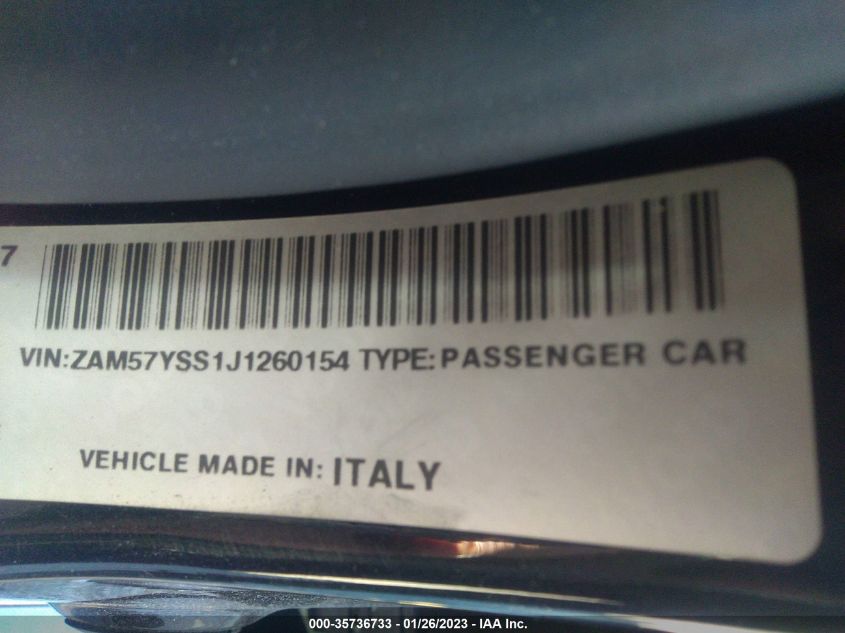 7
VIN:ZAM57YSS1J1260154 TYPE:PASSENGER CAR
VEHICLE MADE IN: ITALY
000-35736733 - 01/26/2023 - IAA Inc.